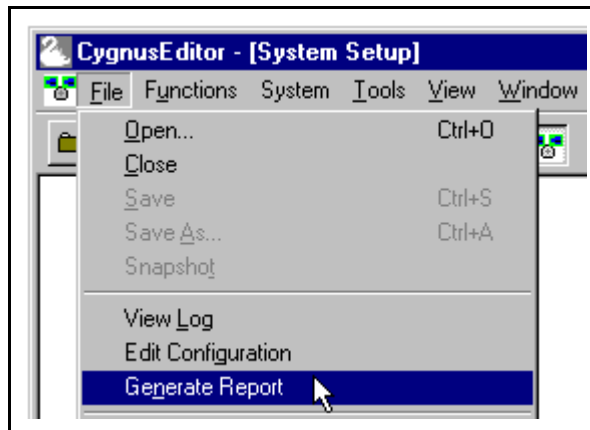 CygnusEditor - [System Setup]
File Functions System Tools View Window
Open... Ctrl+O
Close
Save Ctrl+S
Save As... Ctrl+A
Snapshot
View Log
Edit Configuration
Generate Report